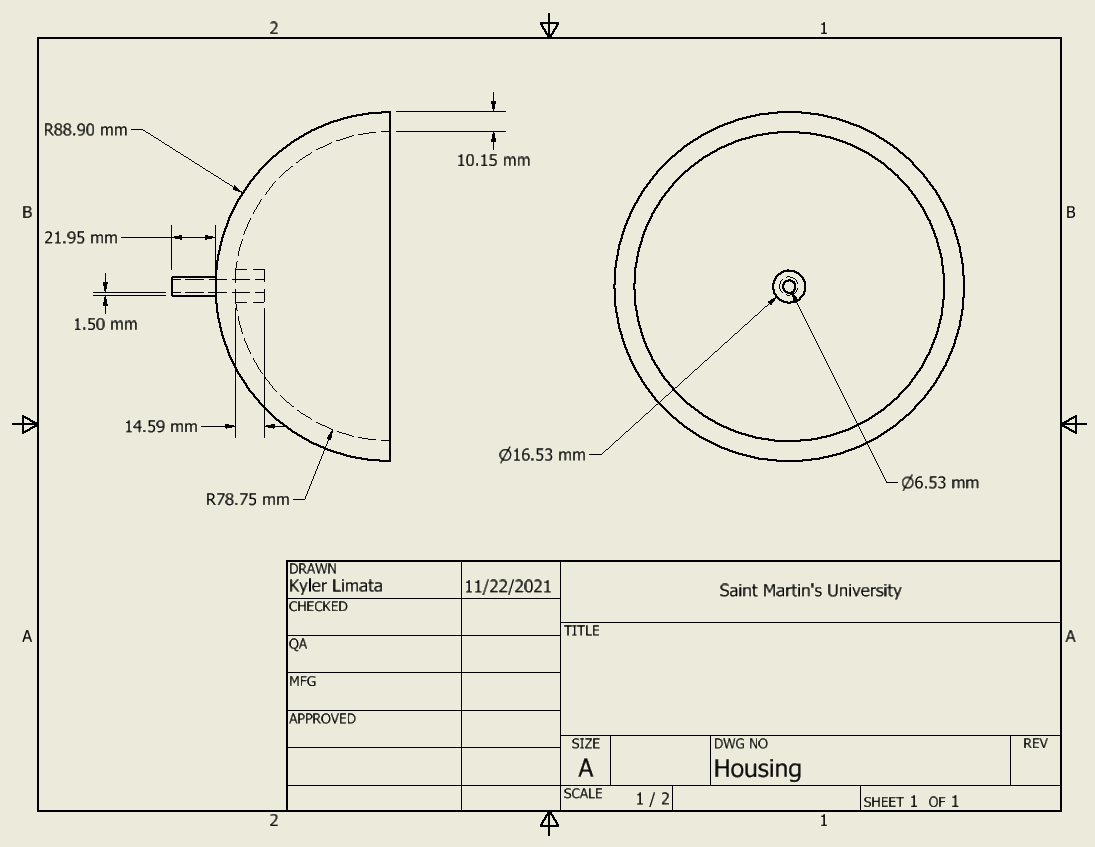 2
1
R88.90 mm
10.15 mm
B
B
21.95 mm
1.50 mm
14.59 mm
Ø16.53 mm
R78.75 mm
Ø6.53 mm
DRAWN
Kyler Limata
11/22/2021
Saint Martin's University
CHECKED
TITLE
A
A
QA
MFG
APPROVED
SIZE
A
DWG NO
Housing
REV
SCALE
1 / 2
SHEET 1 OF 1
2
1